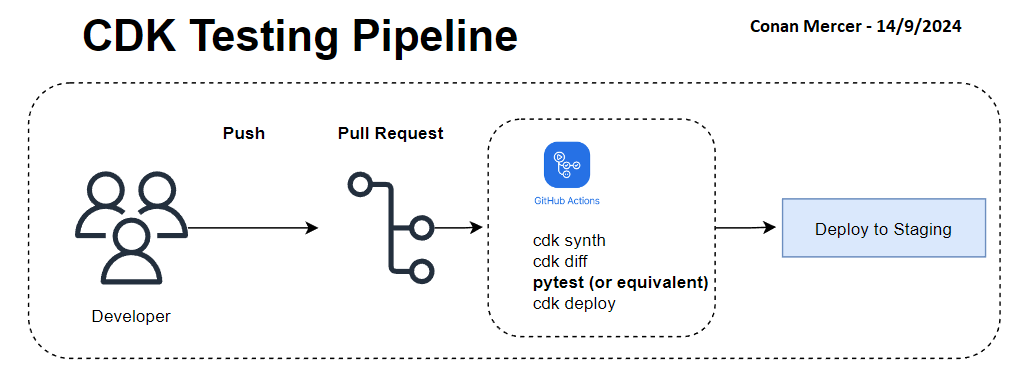 CDK Testing Pipeline
Conan Mercer - 14/9/2024
Push
Pull Request
GitHub Actions
cdk synth
cdk diff
pytest (or equivalent)
cdk deploy
Deploy to Staging
Developer